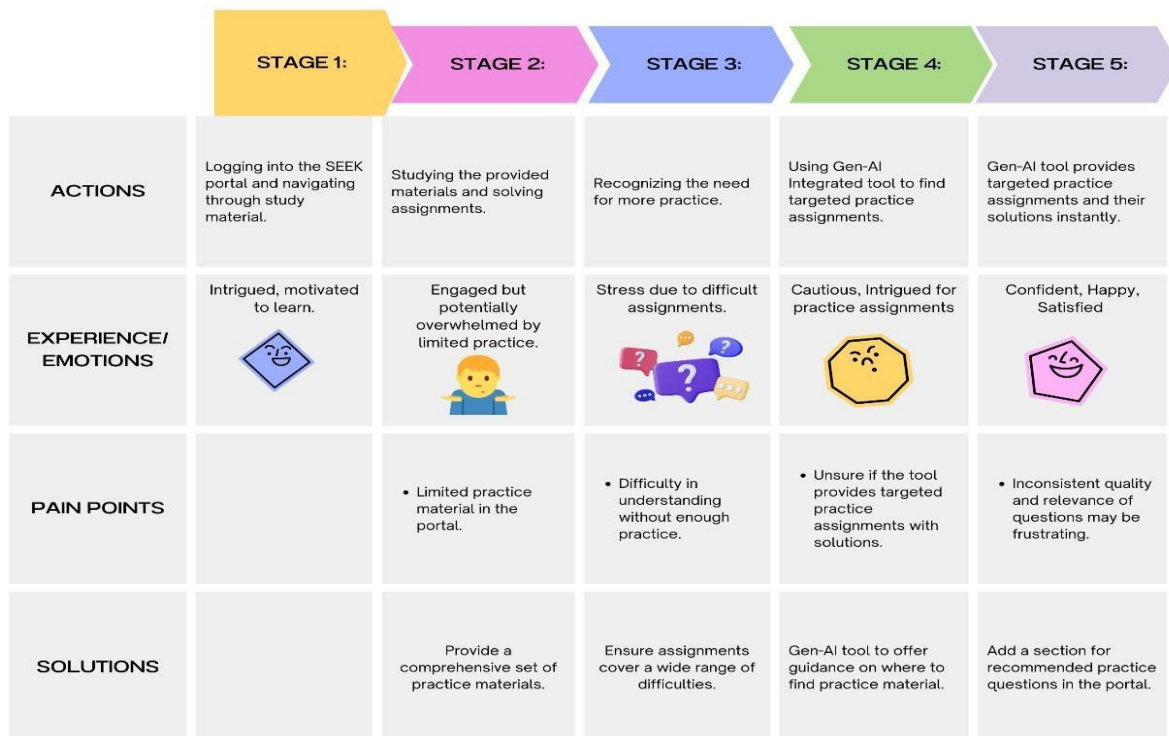 STAGE 1:
STAGE 2:
STAGE 3:
STAGE 4:
STAGE 5:
ACTIONS
Logging into the SEEK
portal and navigating
through study
material.
Studying the provided
materials and solving
assignments.
Recognizing the need
for more practice.
Using Gen-AI
Integrated tool to find
targeted practice
assignments.
Gen-AI tool provides
targeted practice
assignments and their
solutions instantly.
EXPERIENCE/
EMOTIONS
Intrigued, motivated
to learn.
Engaged but
potentially
overwhelmed by
limited practice.
Stress due to difficult
assignments.
? ? ?
Cautious, Intrigued for
practice assignments
Confident, Happy,
Satisfied
PAIN POINTS
• Limited practice
material in the
portal.
• Difficulty in
understanding
without enough
practice.
• Unsure if the tool
provides targeted
practice
assignments with
solutions.
• Inconsistent quality
and relevance of
questions may be
frustrating.
SOLUTIONS
Provide a
comprehensive set of
practice materials.
Ensure assignments
cover a wide range of
difficulties.
Gen-AI tool to offer
guidance on where to
find practice material.
Add a section for
recommended practice
questions in the portal.